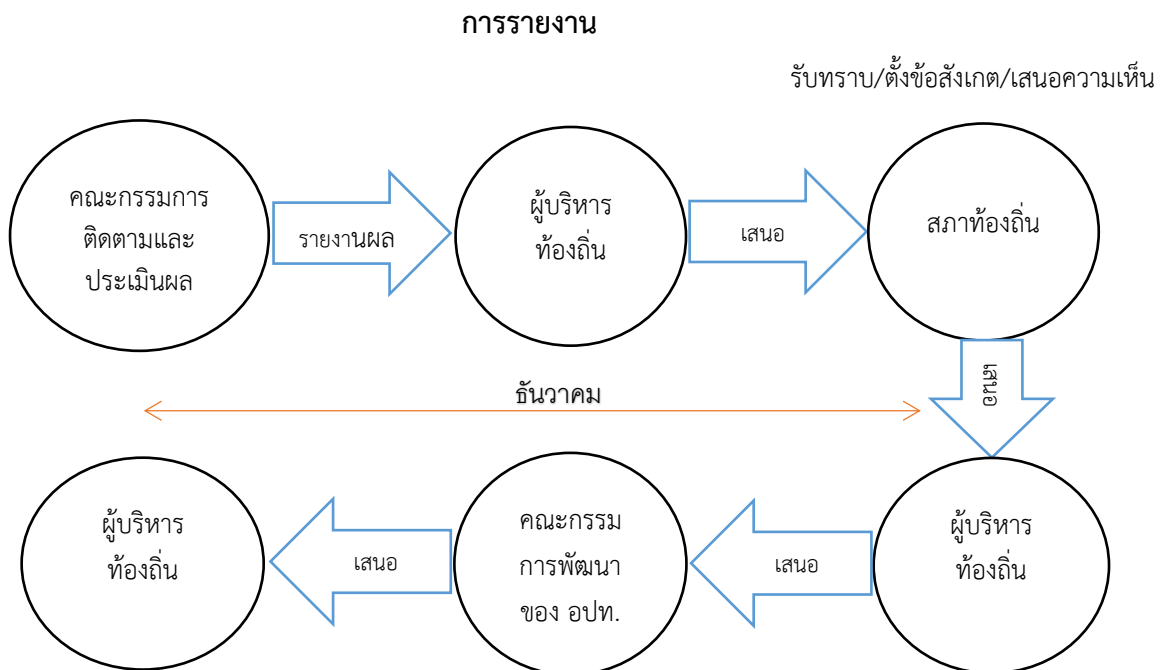 การรายงาน
รับทราบ/ตั้งข้อสังเกต/เสนอความเห็น
คณะกรรมการ
ติดตามและ
ประเมินผล
รายงานผล
ผู้บริหาร
ท้องถิ่น
เสนอ
สภาท้องถิ่น
เสนอ
ธันวาคม
ผู้บริหาร
ท้องถิ่น
เสนอ
คณะกรรม
การพัฒนา
ของ อปท.
เสนอ
ผู้บริหาร
ท้องถิ่น